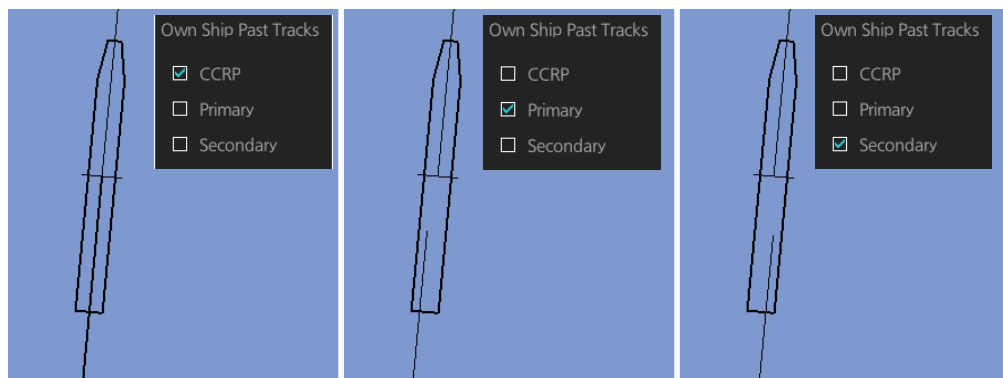 Own Ship Past Tracks
CCRP
Primary
Secondary
Own Ship Past Tracks
CCRP
Primary
Secondary
Own Ship Past Tracks
CCRP
Primary
Secondary